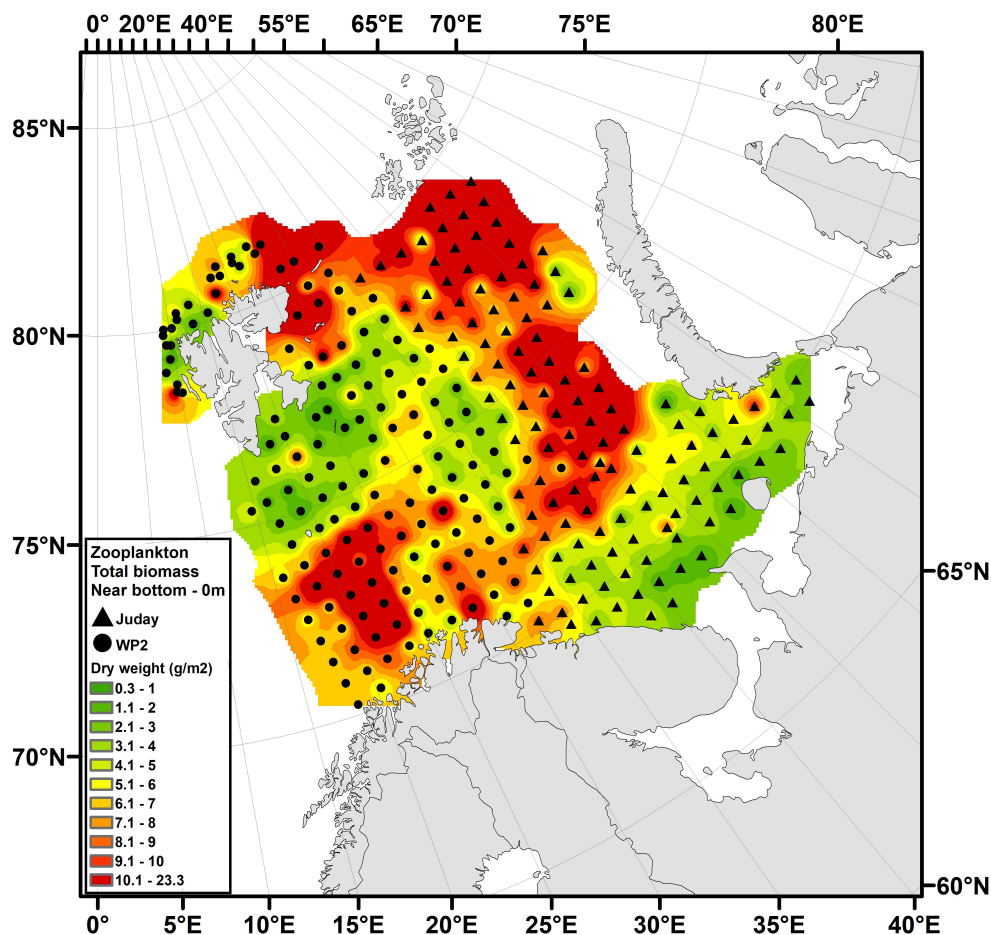 0° 20°E 40°E 55°E 65°E 70°E 75°E 80°E
85°N
80°N
75°N
70°N
65°N
60°N
Zooplankton
Total biomass
Near bottom - 0m
Juday
WP2
Dry weight (g/m2)
0.3 - 1
1.1 - 2
2.1 - 3
3.1 - 4
4.1 - 5
5.1 - 6
6.1 - 7
7.1 - 8
8.1 - 9
9.1 - 10
10.1 - 23.3
0° 5°E 10°E 15°E 20°E 25°E 30°E 35°E 40°E